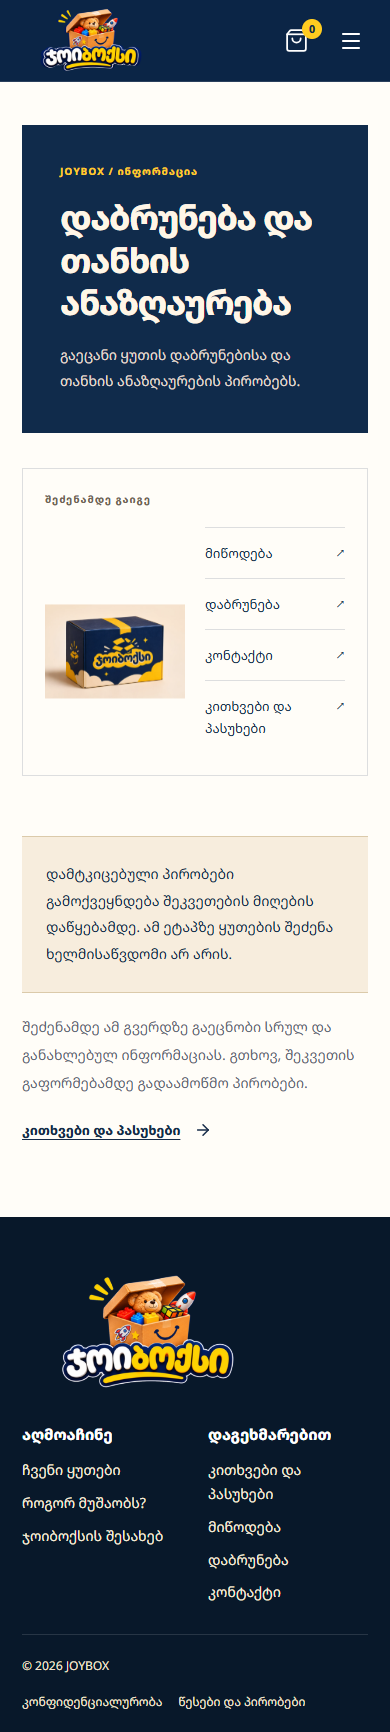 ჯოიბოქსი
0
JOYBOX / ინფორმაცია
დაბრუნება და
თანხის
ანაზღაურება
გაეცანი ყუთის დაბრუნებისა და
თანხის ანაზღაურების პირობებს.
შეძენამდე გაიგე
მიწოდება
დაბრუნება
კონტაქტი
კითხვები და
პასუხები
ჯოიბოქსი
დამტკიცებული პირობები
გამოქვეყნდება შეკვეთების მიღების
დაწყებამდე. ამ ეტაპზე ყუთების შეძენა
ხელმისაწვდომი არ არის.
შეძენამდე ამ გვერდზე გაეცნობი სრულ და
განახლებულ ინფორმაციას. გთხოვ, შეკვეთის
გაფორმებამდე გადაამოწმო პირობები.
კითხვები და პასუხები
ჯოიბოქსი
აღმოაჩინე
ჩვენი ყუთები
როგორ მუშაობს?
ჯოიბოქსის შესახებ
დაგეხმარებით
კითხვები და
პასუხები
მიწოდება
დაბრუნება
კონტაქტი
© 2026 JOYBOX
კონფიდენციალურობა
წესები და პირობები